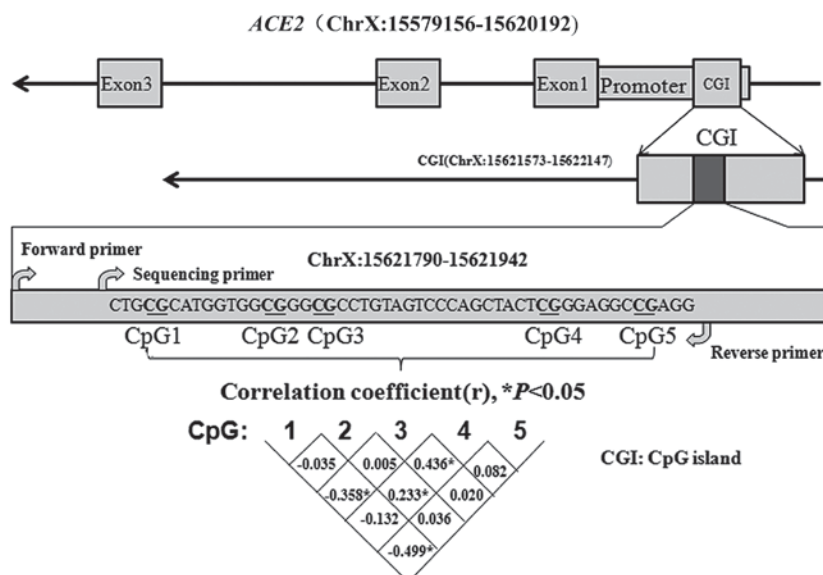 ACE2（ChrX:15579156-15620192)
Exon3 Exon2 Exon1 Promoter CGI
CGI
CGI(ChrX:15621573-15622147)
Forward primer
ChrX:15621790-15621942
Sequencing primer
CTGCGCATGGTGGCGGGCGCCTGTAGTCCCAGCTACTCGGGAGGCCGAGG
CpG1 CpG2 CpG3 CpG4 CpG5
Reverse primer
Correlation coefficient(r), *P<0.05
CpG: 1 2 3 4 5
-0.035 0.005 0.436* 0.082
CGI: CpG island
-0.358* 0.233* 0.020
-0.132 0.036
-0.499*